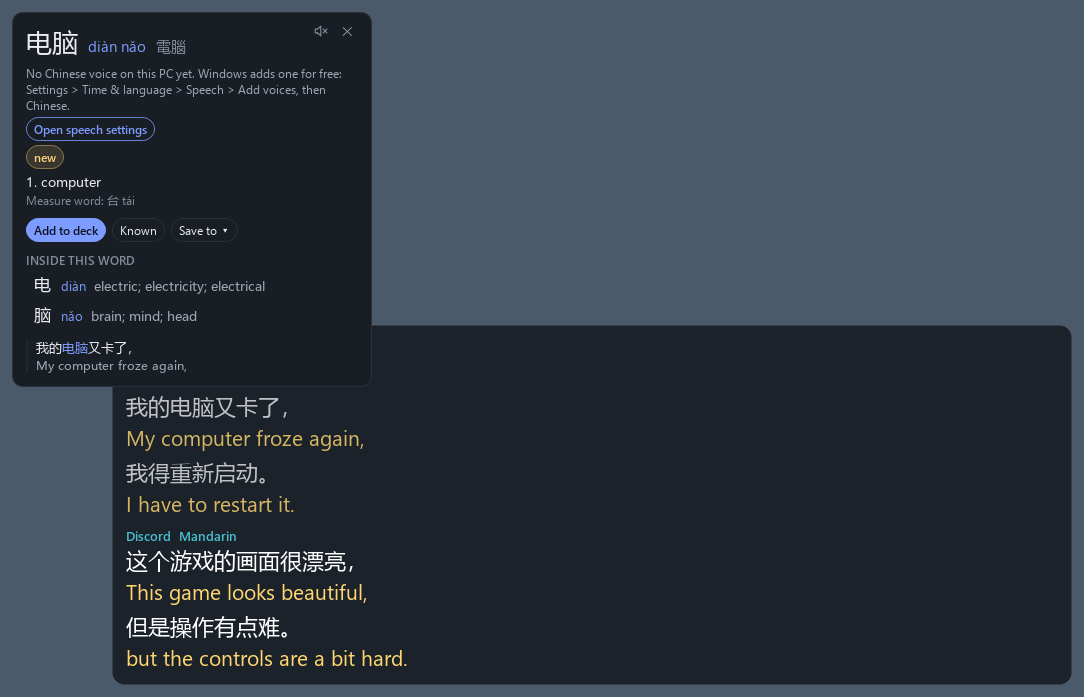 电脑 diàn nǎo 電腦
No Chinese voice on this PC yet. Windows adds one for free:
Settings > Time & language > Speech > Add voices, then
Chinese.
Open speech settings
new
1. computer
Measure word: 台 tái
Add to deck Known Save to ▾
INSIDE THIS WORD
电 diàn electric; electricity; electrical
脑 nǎo brain; mind; head
我的电脑又卡了，
My computer froze again,
我的电脑又卡了，
My computer froze again,
我得重新启动。
I have to restart it.
Discord Mandarin
这个游戏的画面很漂亮，
This game looks beautiful,
但是操作有点难。
but the controls are a bit hard.